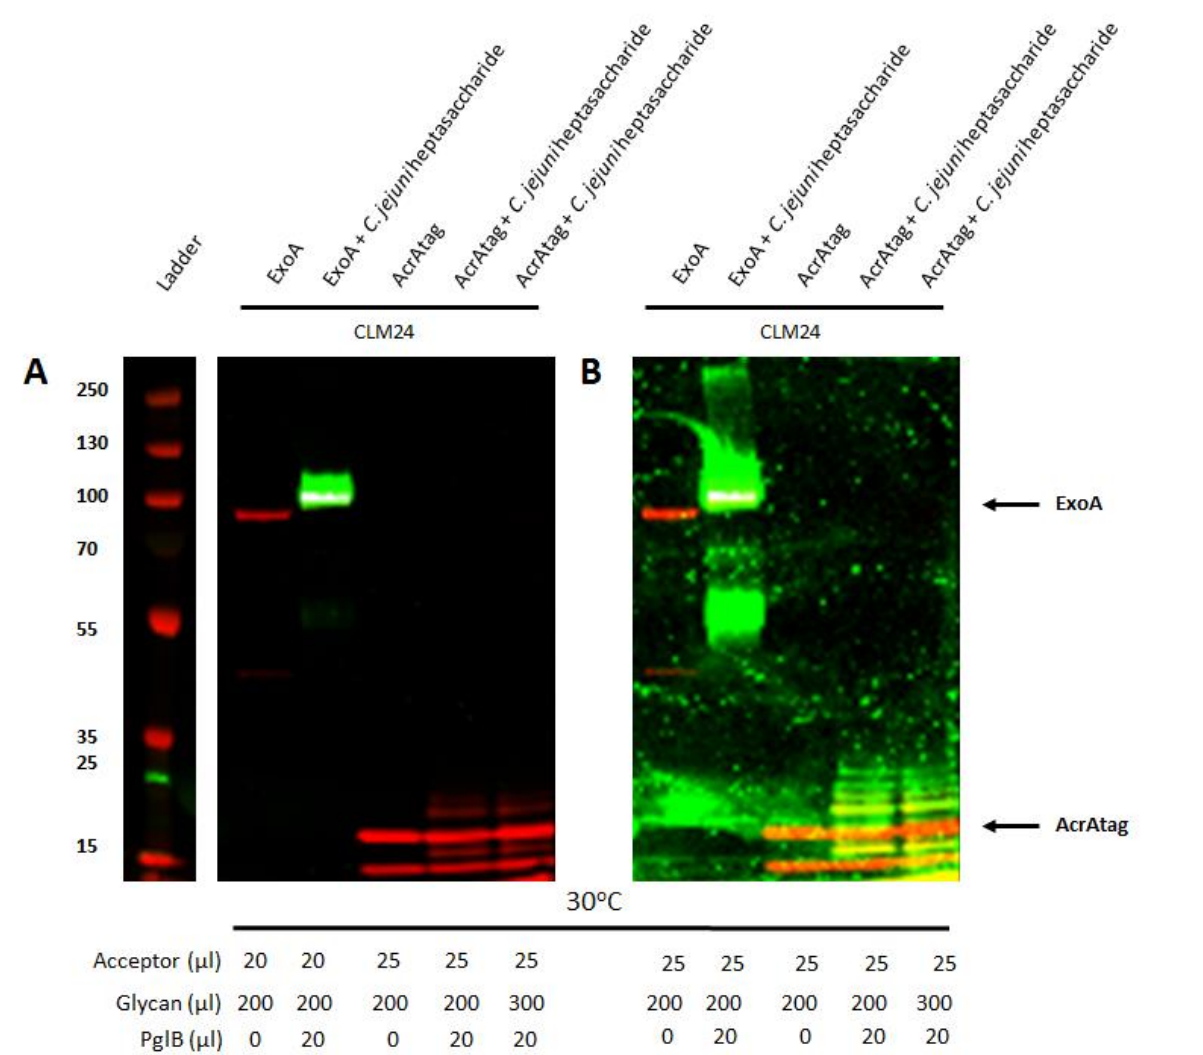 Ladder
ExoA
ExoA + C. jejuni heptasaccharide
AcrAtag
AcrAtag + C. jejuni heptasaccharide
AcrAtag + C. jejuni heptasaccharide
ExoA
ExoA + C. jejuni heptasaccharide
AcrAtag
AcrAtag + C. jejuni heptasaccharide
AcrAtag + C. jejuni heptasaccharide
CLM24 CLM24
A B
250
130
100
ExoA
70
55
35
25
AcrAtag
15
30°C
Acceptor (µl) 20 20 25 25 25 25 25 25 25 25
Glycan (µl) 200 200 200 200 300 200 200 200 200 300
PglB (µl) 0 20 0 20 20 0 20 0 20 20